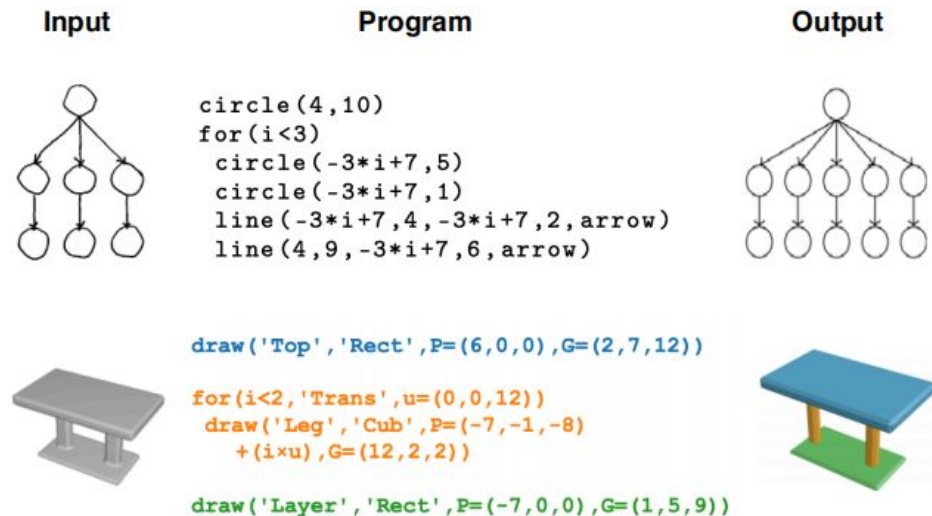 Input Program Output
circle(4,10)
for(i<3)
circle(-3*i+7,5)
circle(-3*i+7,1)
line(-3*i+7,4,-3*i+7,2,arrow)
line(4,9,-3*i+7,6,arrow)
draw('Top','Rect',P=(6,0,0),G=(2,7,12))
for(i<2,'Trans',u=(0,0,12))
draw('Leg','Cub',P=(-7,-1,-8)
+(i×u),G=(12,2,2))
draw('Layer','Rect',P=(-7,0,0),G=(1,5,9))